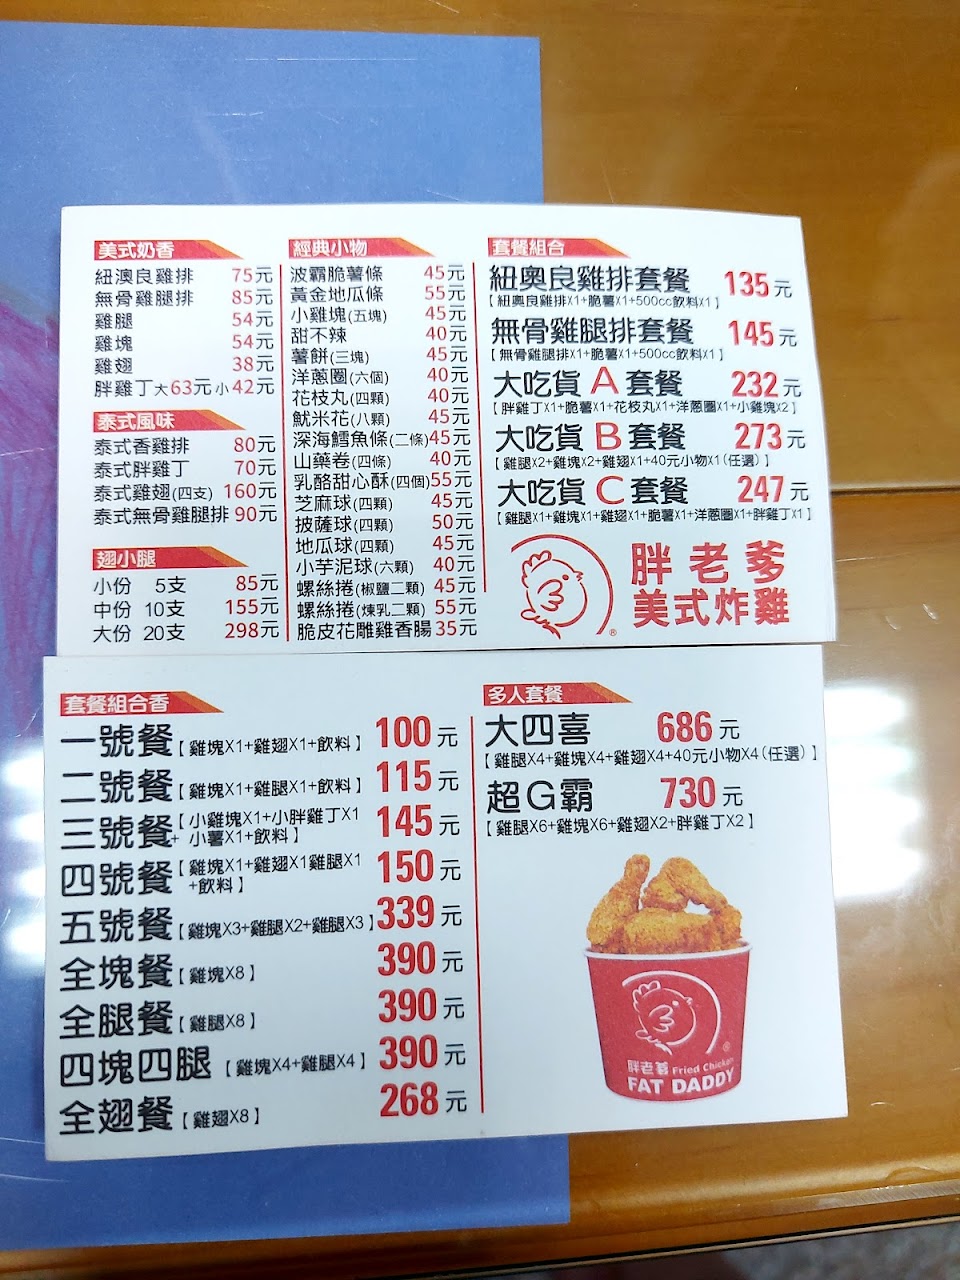 美式奶香
紐澳良雞排 75元
無骨雞腿排 85元
雞腿 54元
雞塊 54元
雞翅 38元
胖雞丁大63元小42元
泰式風味
泰式香雞排 80元
泰式胖雞丁 70元
泰式雞翅(四支) 160元
泰式無骨雞腿排 90元
翅小腿
小份 5支 85元
中份 10支 155元
大份 20支 298元
經典小物
波霸脆薯條 45元
黃金地瓜條 55元
小雞塊(五塊) 45元
甜不辣 40元
薯餅(三塊) 45元
洋蔥圈(六個) 40元
花枝丸(四顆) 40元
魷米花(八顆) 45元
深海鱈魚條(二條)45元
山藥卷(四條) 40元
乳酪甜心酥(四個)55元
芝麻球(四顆) 45元
披薩球(四顆) 50元
地瓜球(四顆) 45元
小芋泥球(六顆) 40元
螺絲捲(椒鹽二顆) 45元
螺絲捲(煉乳二顆) 55元
脆皮花雕雞香腸35元
套餐組合
紐奧良雞排套餐 135元
【紐奧良雞排X1+脆薯X1+500cc飲料X1】
無骨雞腿排套餐 145元
【無骨雞腿排X1+脆薯X1+500cc飲料X1】
大吃貨A套餐 232元
【胖雞丁X1+脆薯X1+花枝丸X1+洋蔥圈X1+小雞塊X2】
大吃貨B套餐 273元
【雞腿X2+雞塊X2+雞翅X1+40元小物X1(任選)】
大吃貨C套餐 247元
【雞腿X1+雞塊X1+雞翅X1+脆薯X1+洋蔥圈X1+胖雞丁X1】
胖老爹
美式炸雞
®
套餐組合香
一號餐【雞塊X1+雞翅X1+飲料】100元
二號餐【雞塊X1+雞腿X1+飲料】115元
三號餐【小雞塊X1+小胖雞丁X1
+ 小薯X1+飲料】145元
四號餐【雞塊X1+雞翅X1雞腿X1
+飲料】150元
五號餐【雞塊X3+雞腿X2+雞腿X3】339元
全塊餐【雞塊X8】390元
全腿餐【雞腿X8】390元
四塊四腿【雞塊X4+雞腿X4】390元
全翅餐【雞翅X8】268元
多人套餐
大四喜 686元
【雞腿X4+雞塊X4+雞翅X4+40元小物X4(任選)】
超G霸 730元
【雞腿X6+雞塊X6+雞翅X2+胖雞丁X2】
®
胖老爹 Fried Chicken
FAT DADDY